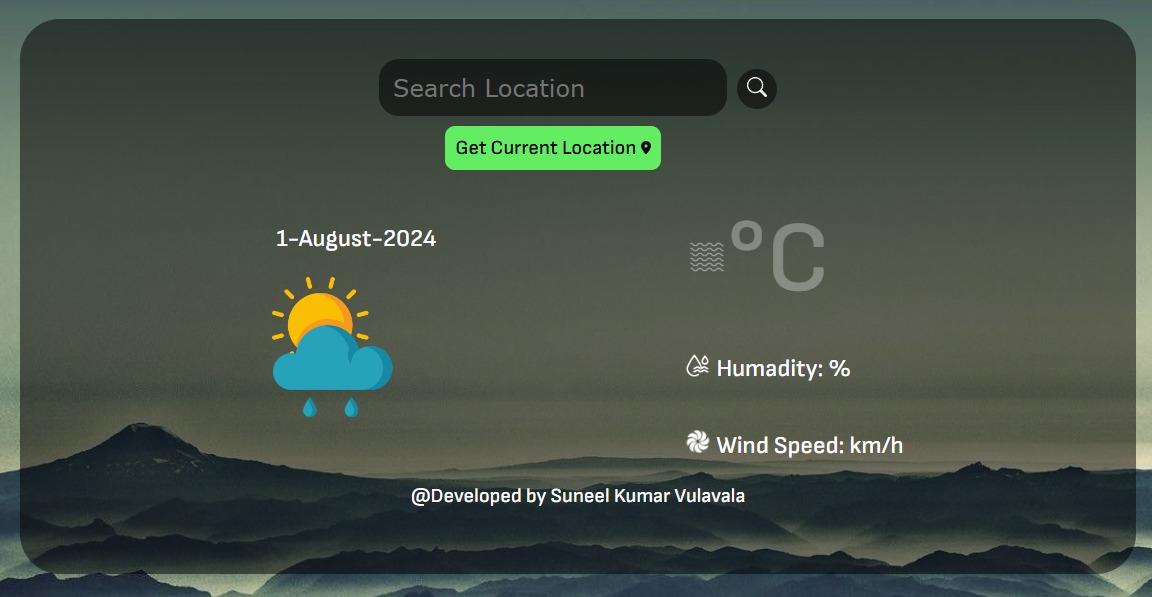 Search Location
Get Current Location
1-August-2024
°C
Humadity: %
Wind Speed: km/h
@Developed by Suneel Kumar Vulavala